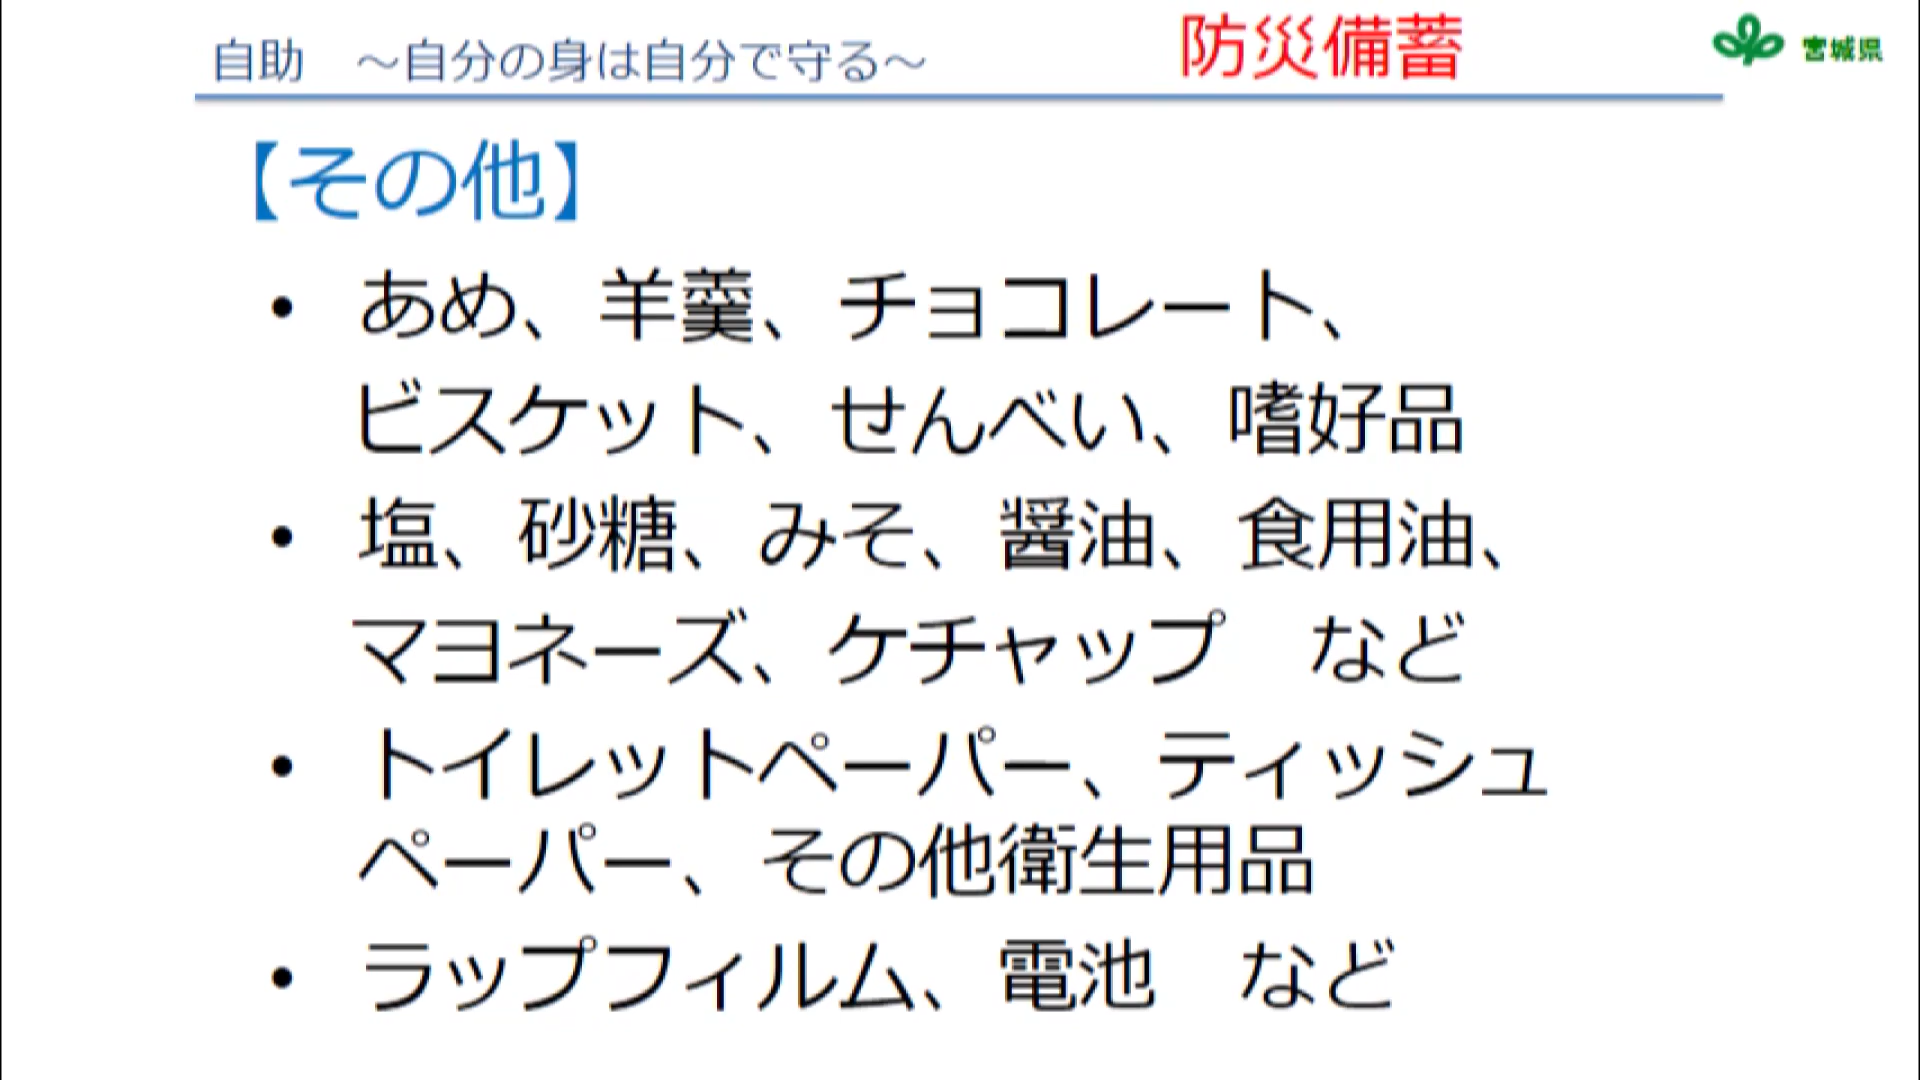 自助　～自分の身は自分で守る～
防災備蓄
宮城県
【その他】
• あめ、羊羹、チョコレート、
ビスケット、せんべい、嗜好品
• 塩、砂糖、みそ、醤油、食用油、
マヨネーズ、ケチャップ　など
• トイレットペーパー、ティッシュ
ペーパー、その他衛生用品
• ラップフィルム、電池　など